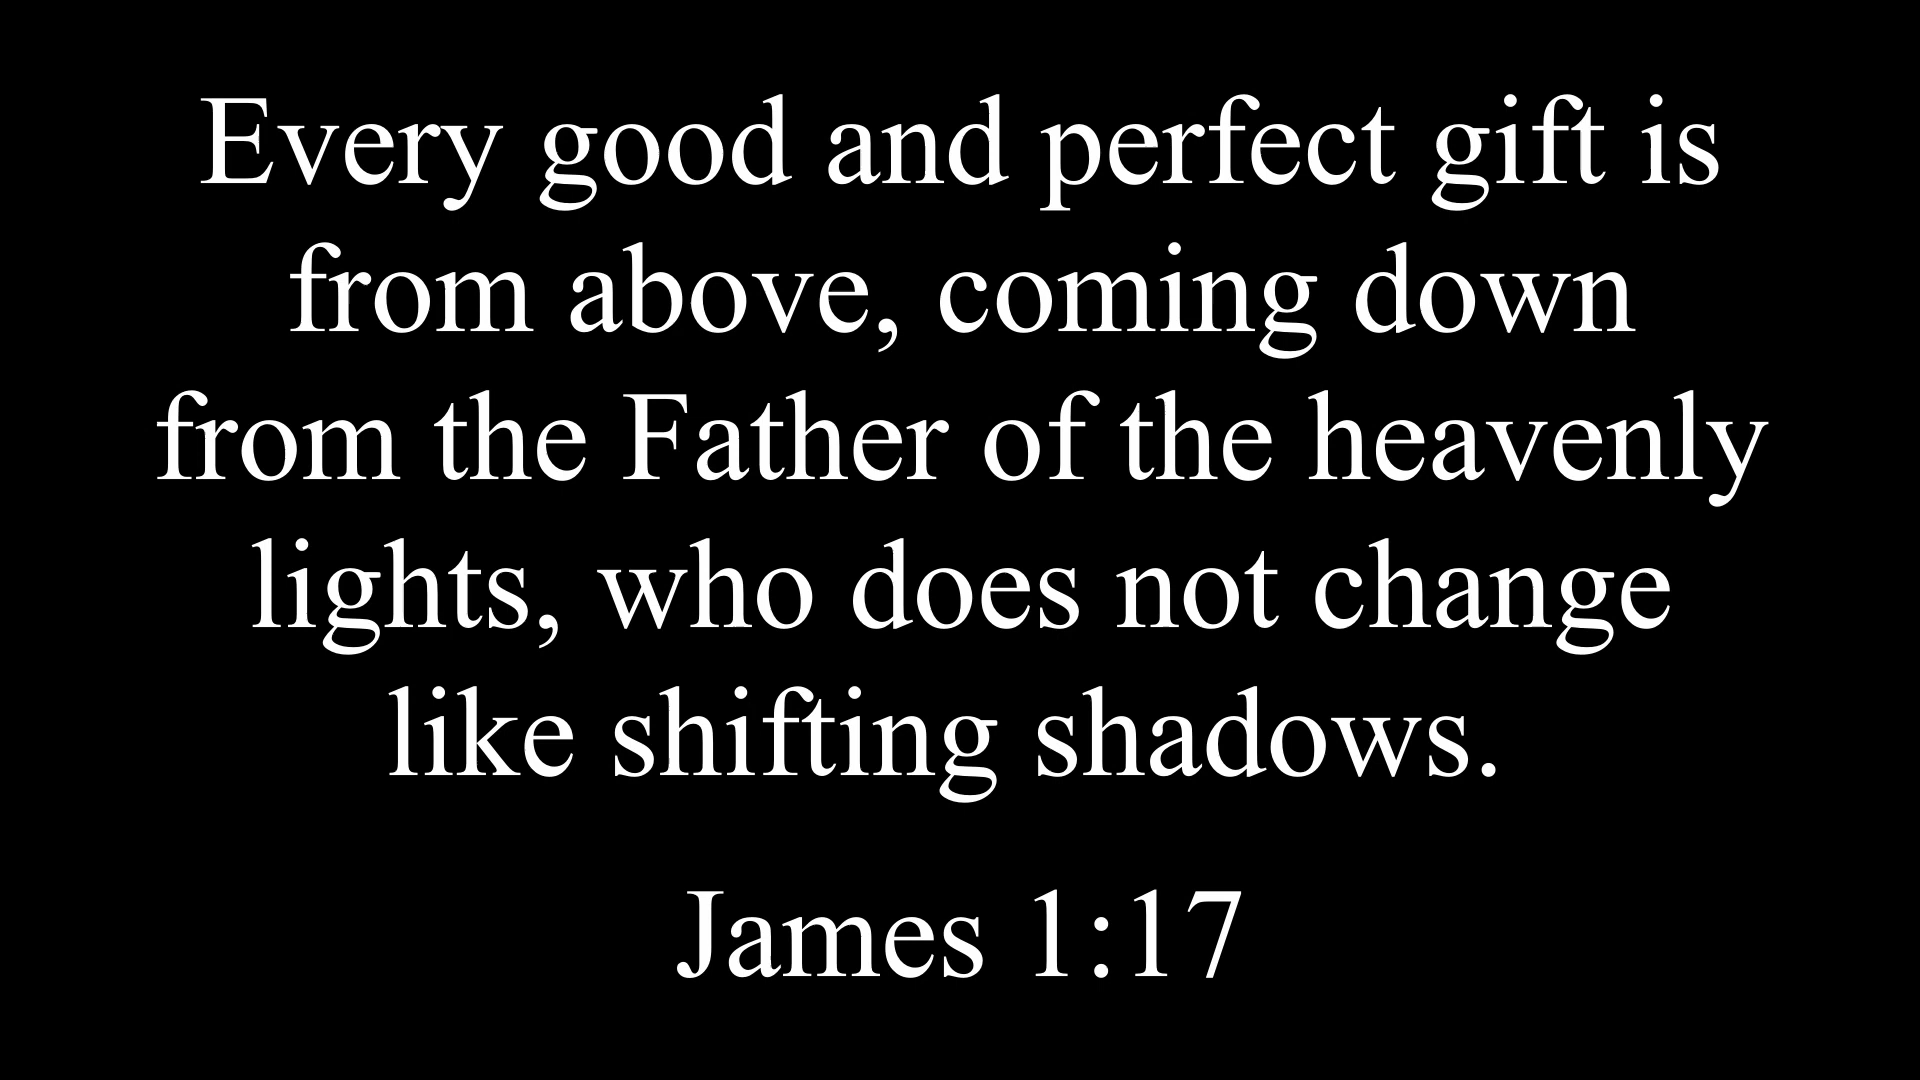 Every good and perfect gift is
from above, coming down
from the Father of the heavenly
lights, who does not change
like shifting shadows.
James 1:17